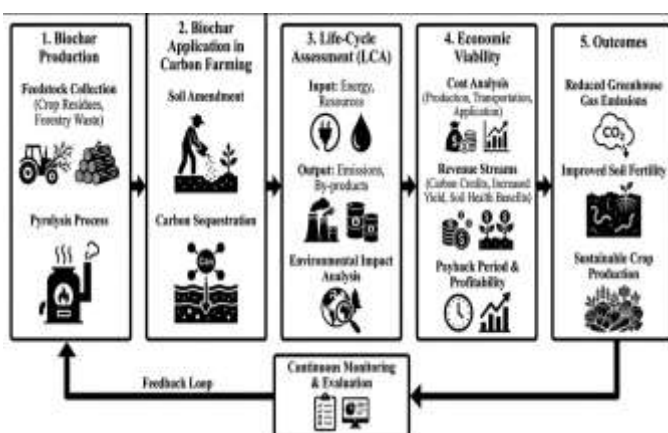 1. Biochar
Production
Feedstock Collection
(Crop Residues,
Forestry Waste)
Pyrolysis Process
2. Biochar
Application in
Carbon Farming
Soil Amendment
Carbon Sequestration
3. Life-Cycle
Assessment (LCA)
Input: Energy,
Resources
Output: Emissions,
By-products
Environmental Impact
Analysis
4. Economic
Viability
Cost Analysis
(Production, Transportation,
Application)
Revenue Streams
(Carbon Credits, Increased
Yield, Soil Health Benefits)
Payback Period &
Profitability
5. Outcomes
Reduced Greenhouse
Gas Emissions
CO₂
Improved Soil Fertility
Sustainable Crop
Production
Feedback Loop
Continuous Monitoring
& Evaluation